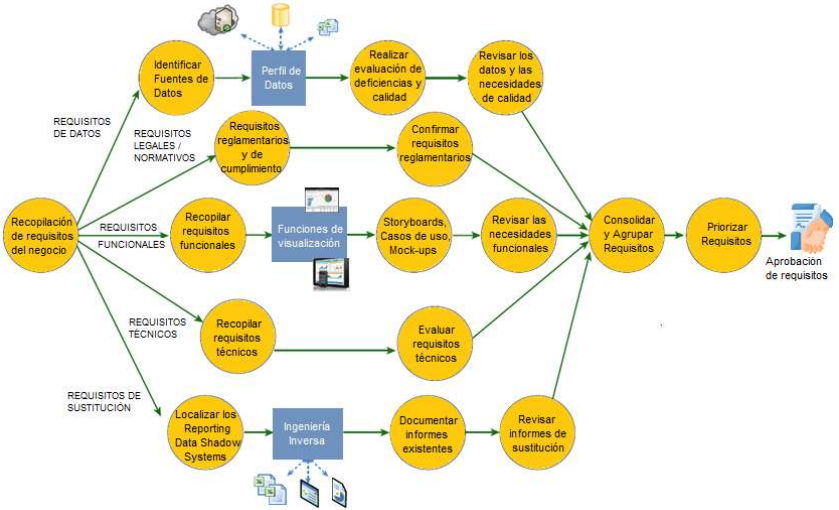 Identificar
Fuentes de
Datos
Perfil de
Datos
Realizar
evaluación de
deficiencias y
calidad
Revisar los
datos y las
necesidades
de calidad
REQUISITOS
DE DATOS
REQUISITOS
LEGALES /
NORMATIVOS
Requisitos
reglamentarios
y de
cumplimiento
Confirmar
requisitos
reglamentarios
Recopilación
de requisitos
del negocio
REQUISITOS
FUNCIONALES
Recopilar
requisitos
funcionales
Funciones de
visualización
Storyboards,
Casos de uso,
Mock-ups
Revisar las
necesidades
funcionales
Consolidar
y Agrupar
Requisitos
Priorizar
Requisitos
Aprobación
de requisitos
REQUISITOS
TÉCNICOS
Recopilar
requisitos
técnicos
Evaluar
requisitos
técnicos
REQUISITOS DE
SUSTITUCIÓN
Localizar los
Reporting
Data Shadow
Systems
Ingeniería
Inversa
Documentar
informes
existentes
Revisar
informes de
sustitución